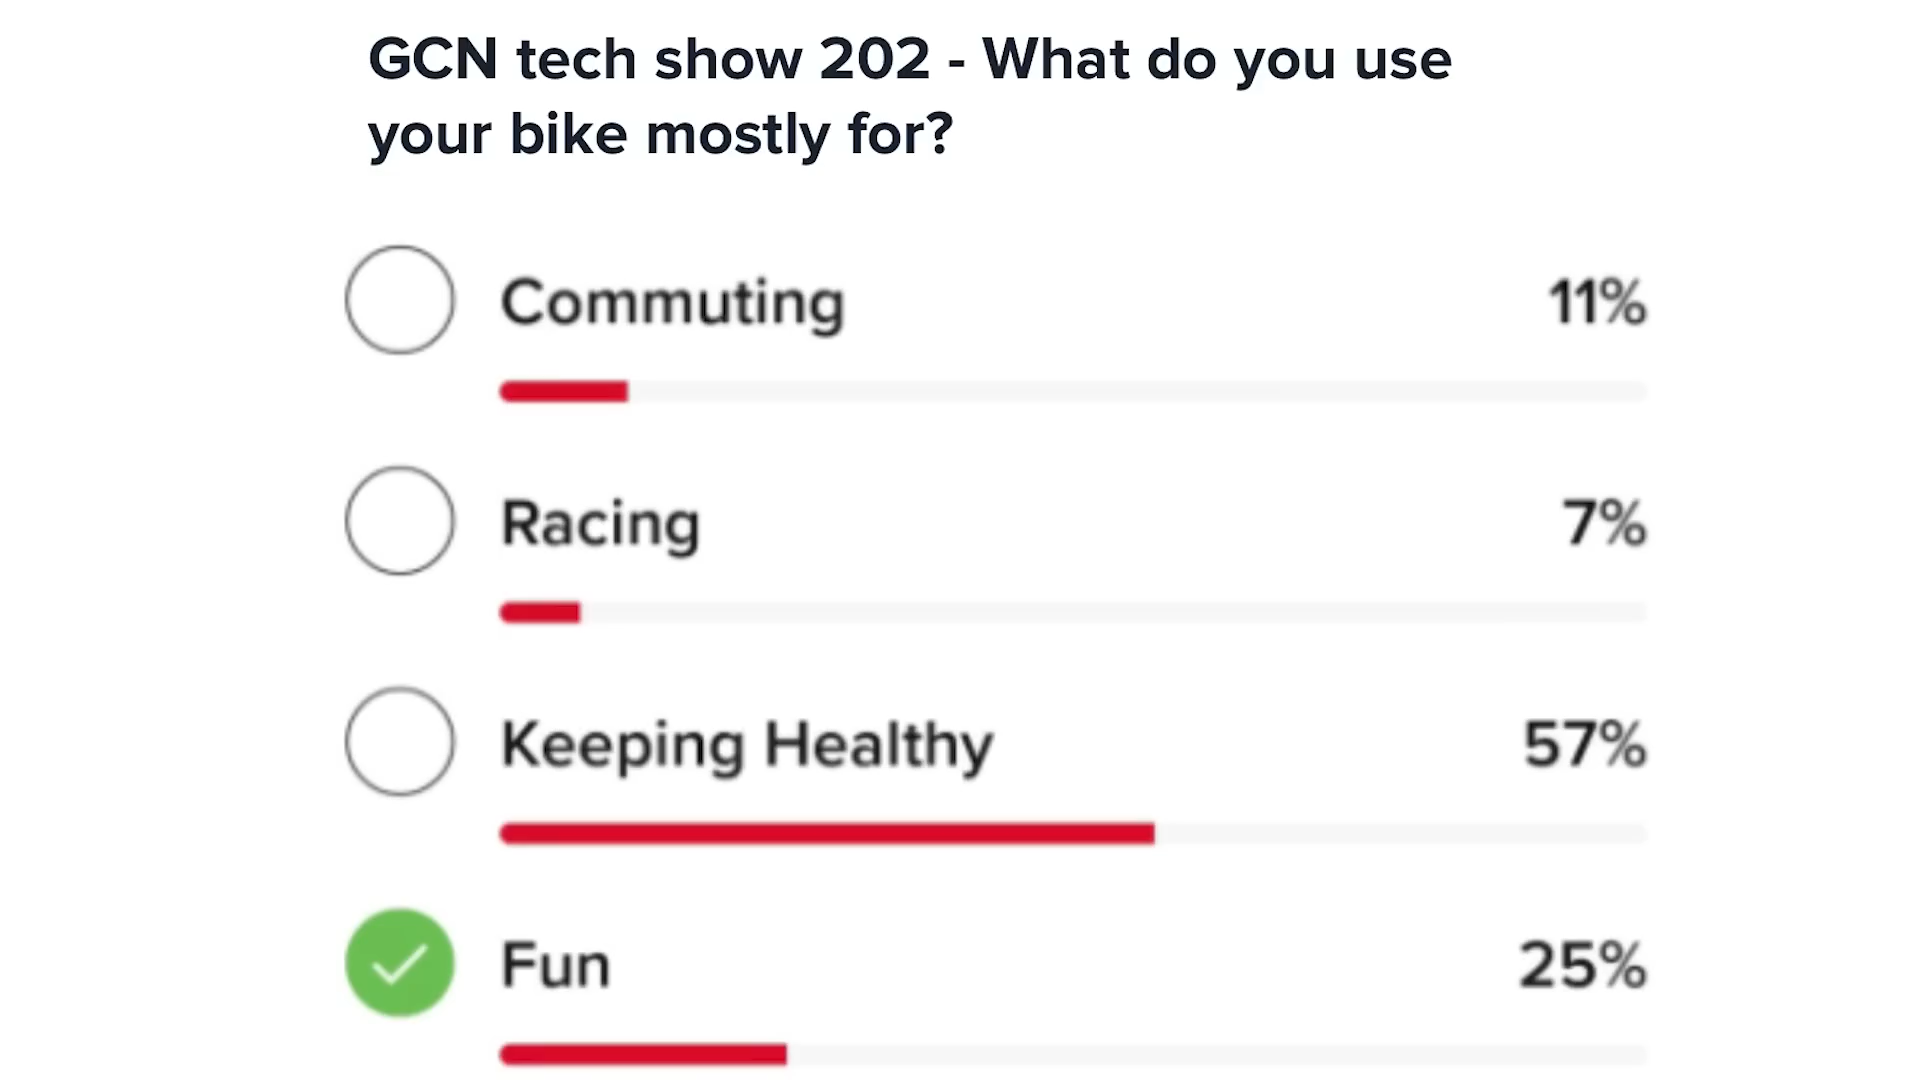 GCN tech show 202 - What do you use
your bike mostly for?
Commuting 11%
Racing 7%
Keeping Healthy 57%
Fun 25%